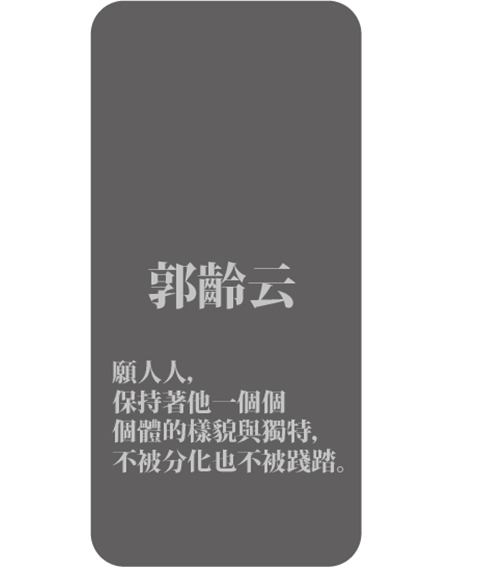 郭齡云
願人人,
保持著他一個個
個體的樣貌與獨特,
不被分化也不被踐踏。